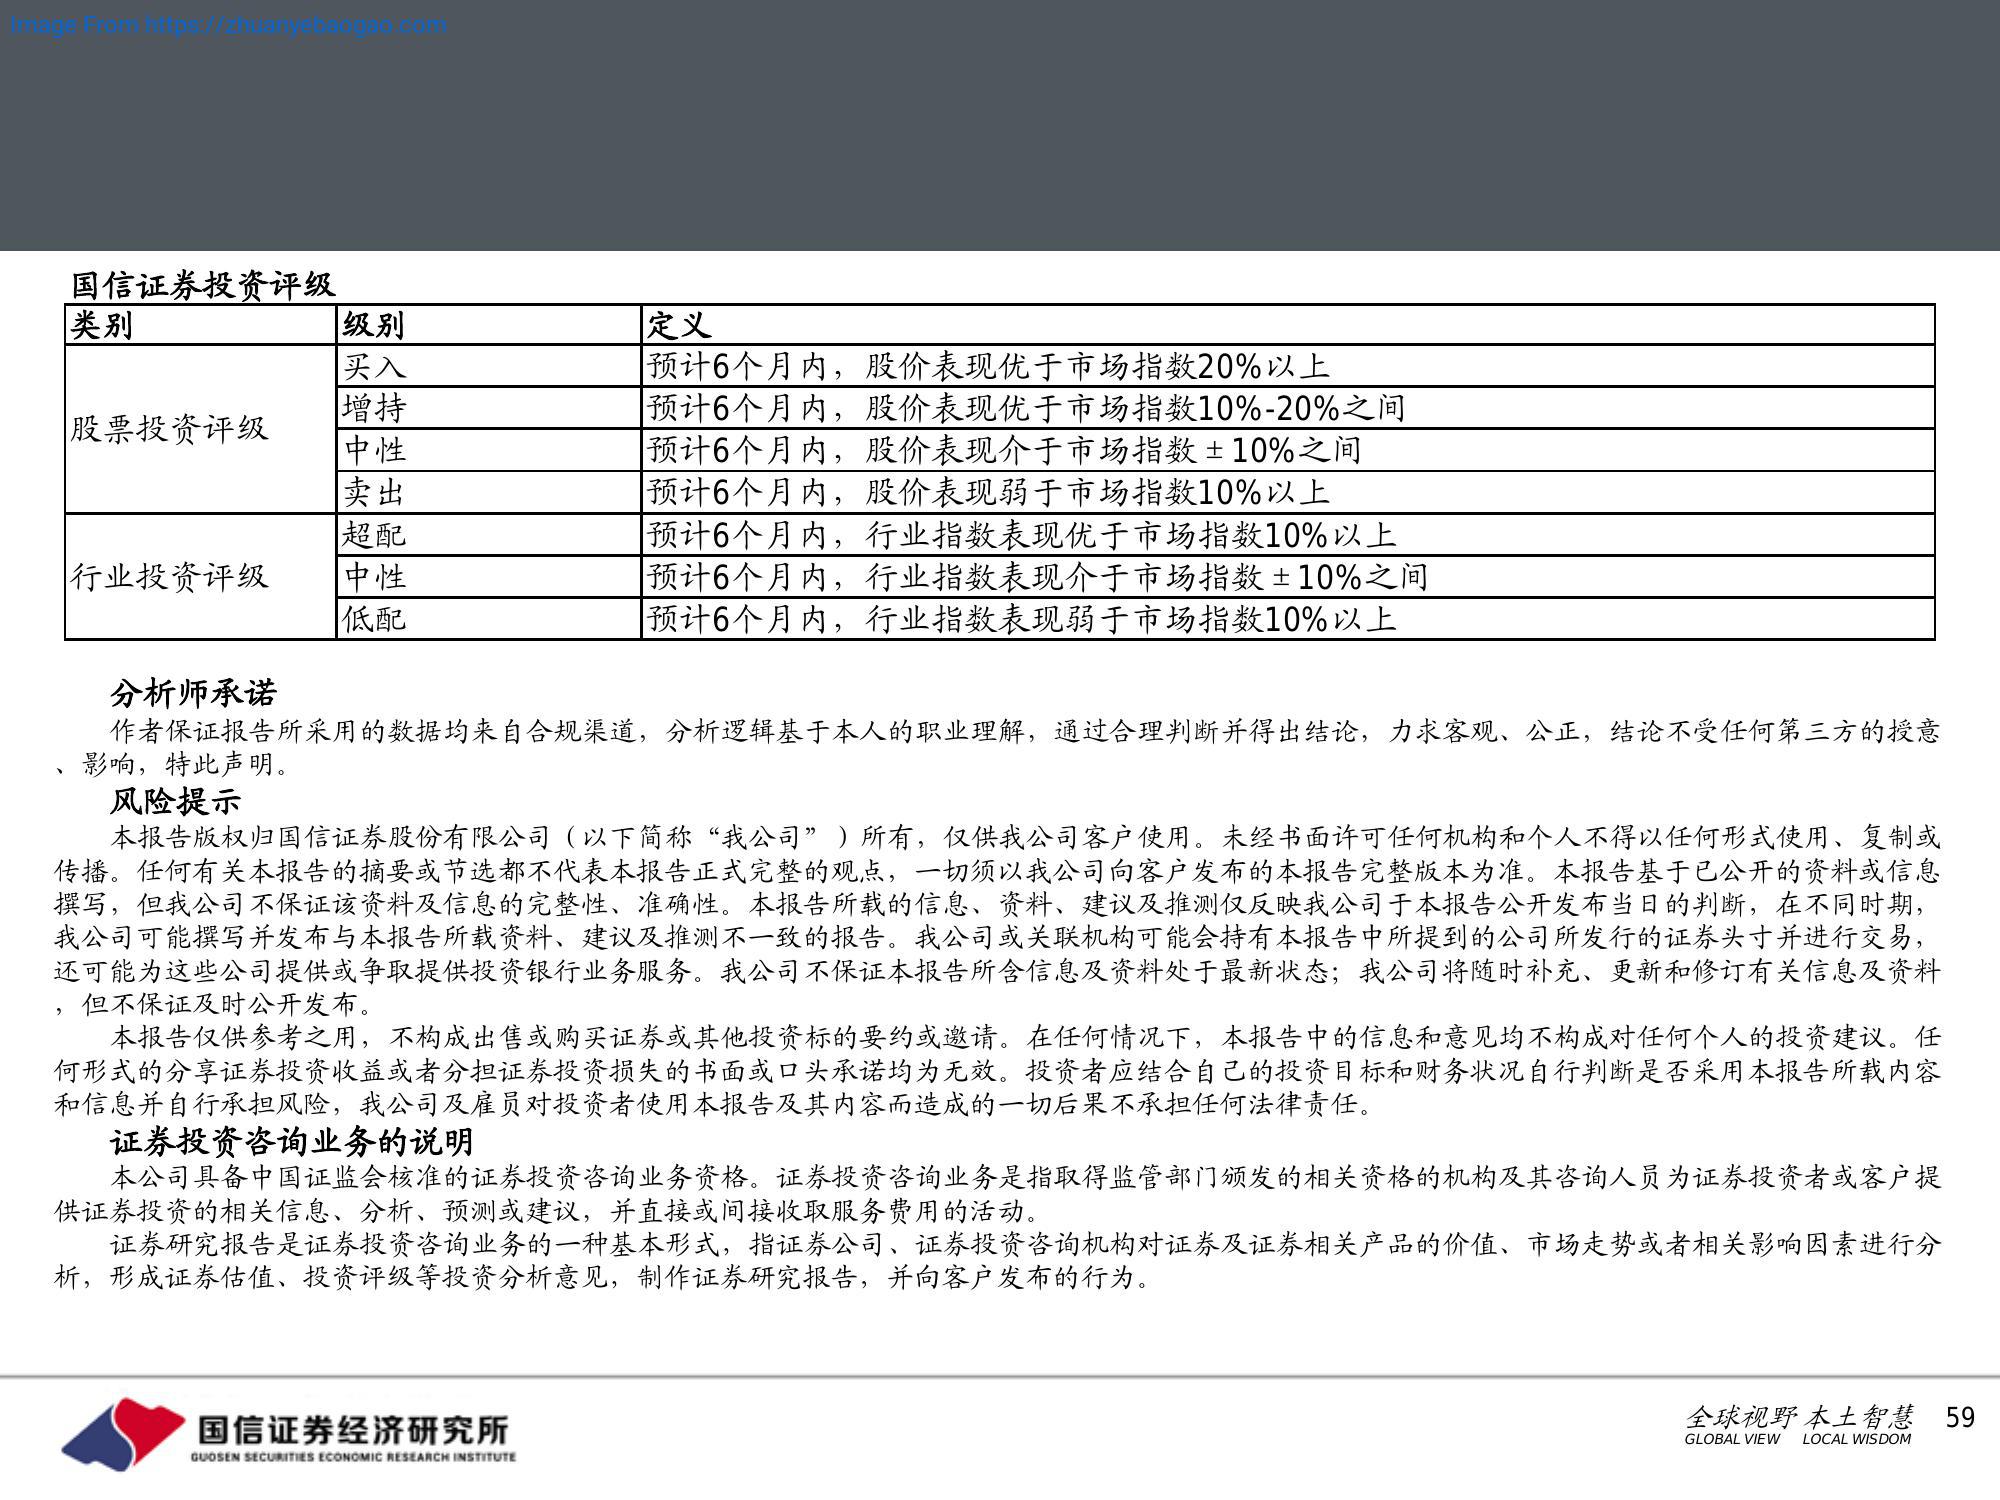 Image From https://zhuanyebaogao.com
国信证券投资评级
类别 级别 定义
股票投资评级
买入 预计6个月内，股价表现优于市场指数20%以上
增持 预计6个月内，股价表现优于市场指数10%-20%之间
中性 预计6个月内，股价表现介于市场指数±10%之间
卖出 预计6个月内，股价表现弱于市场指数10%以上
行业投资评级
超配 预计6个月内，行业指数表现优于市场指数10%以上
中性 预计6个月内，行业指数表现介于市场指数±10%之间
低配 预计6个月内，行业指数表现弱于市场指数10%以上
分析师承诺
作者保证报告所采用的数据均来自合规渠道，分析逻辑基于本人的职业理解，通过合理判断并得出结论，力求客观、公正，结论不受任何第三方的授意
、影响，特此声明。
风险提示
本报告版权归国信证券股份有限公司（以下简称“我公司”）所有，仅供我公司客户使用。未经书面许可任何机构和个人不得以任何形式使用、复制或
传播。任何有关本报告的摘要或节选都不代表本报告正式完整的观点，一切须以我公司向客户发布的本报告完整版本为准。本报告基于已公开的资料或信息
撰写，但我公司不保证该资料及信息的完整性、准确性。本报告所载的信息、资料、建议及推测仅反映我公司于本报告公开发布当日的判断，在不同时期，
我公司可能撰写并发布与本报告所载资料、建议及推测不一致的报告。我公司或关联机构可能会持有本报告中所提到的公司所发行的证券头寸并进行交易，
还可能为这些公司提供或争取提供投资银行业务服务。我公司不保证本报告所含信息及资料处于最新状态；我公司将随时补充、更新和修订有关信息及资料
，但不保证及时公开发布。
本报告仅供参考之用，不构成出售或购买证券或其他投资标的要约或邀请。在任何情况下，本报告中的信息和意见均不构成对任何个人的投资建议。任
何形式的分享证券投资收益或者分担证券投资损失的书面或口头承诺均为无效。投资者应结合自己的投资目标和财务状况自行判断是否采用本报告所载内容
和信息并自行承担风险，我公司及雇员对投资者使用本报告及其内容而造成的一切后果不承担任何法律责任。
证券投资咨询业务的说明
本公司具备中国证监会核准的证券投资咨询业务资格。证券投资咨询业务是指取得监管部门颁发的相关资格的机构及其咨询人员为证券投资者或客户提
供证券投资的相关信息、分析、预测或建议，并直接或间接收取服务费用的活动。
证券研究报告是证券投资咨询业务的一种基本形式，指证券公司、证券投资咨询机构对证券及证券相关产品的价值、市场走势或者相关影响因素进行分
析，形成证券估值、投资评级等投资分析意见，制作证券研究报告，并向客户发布的行为。
国信证券经济研究所
GUOSEN SECURITIES ECONOMIC RESEARCH INSTITUTE
全球视野 本土智慧 59
GLOBAL VIEW LOCAL WISDOM